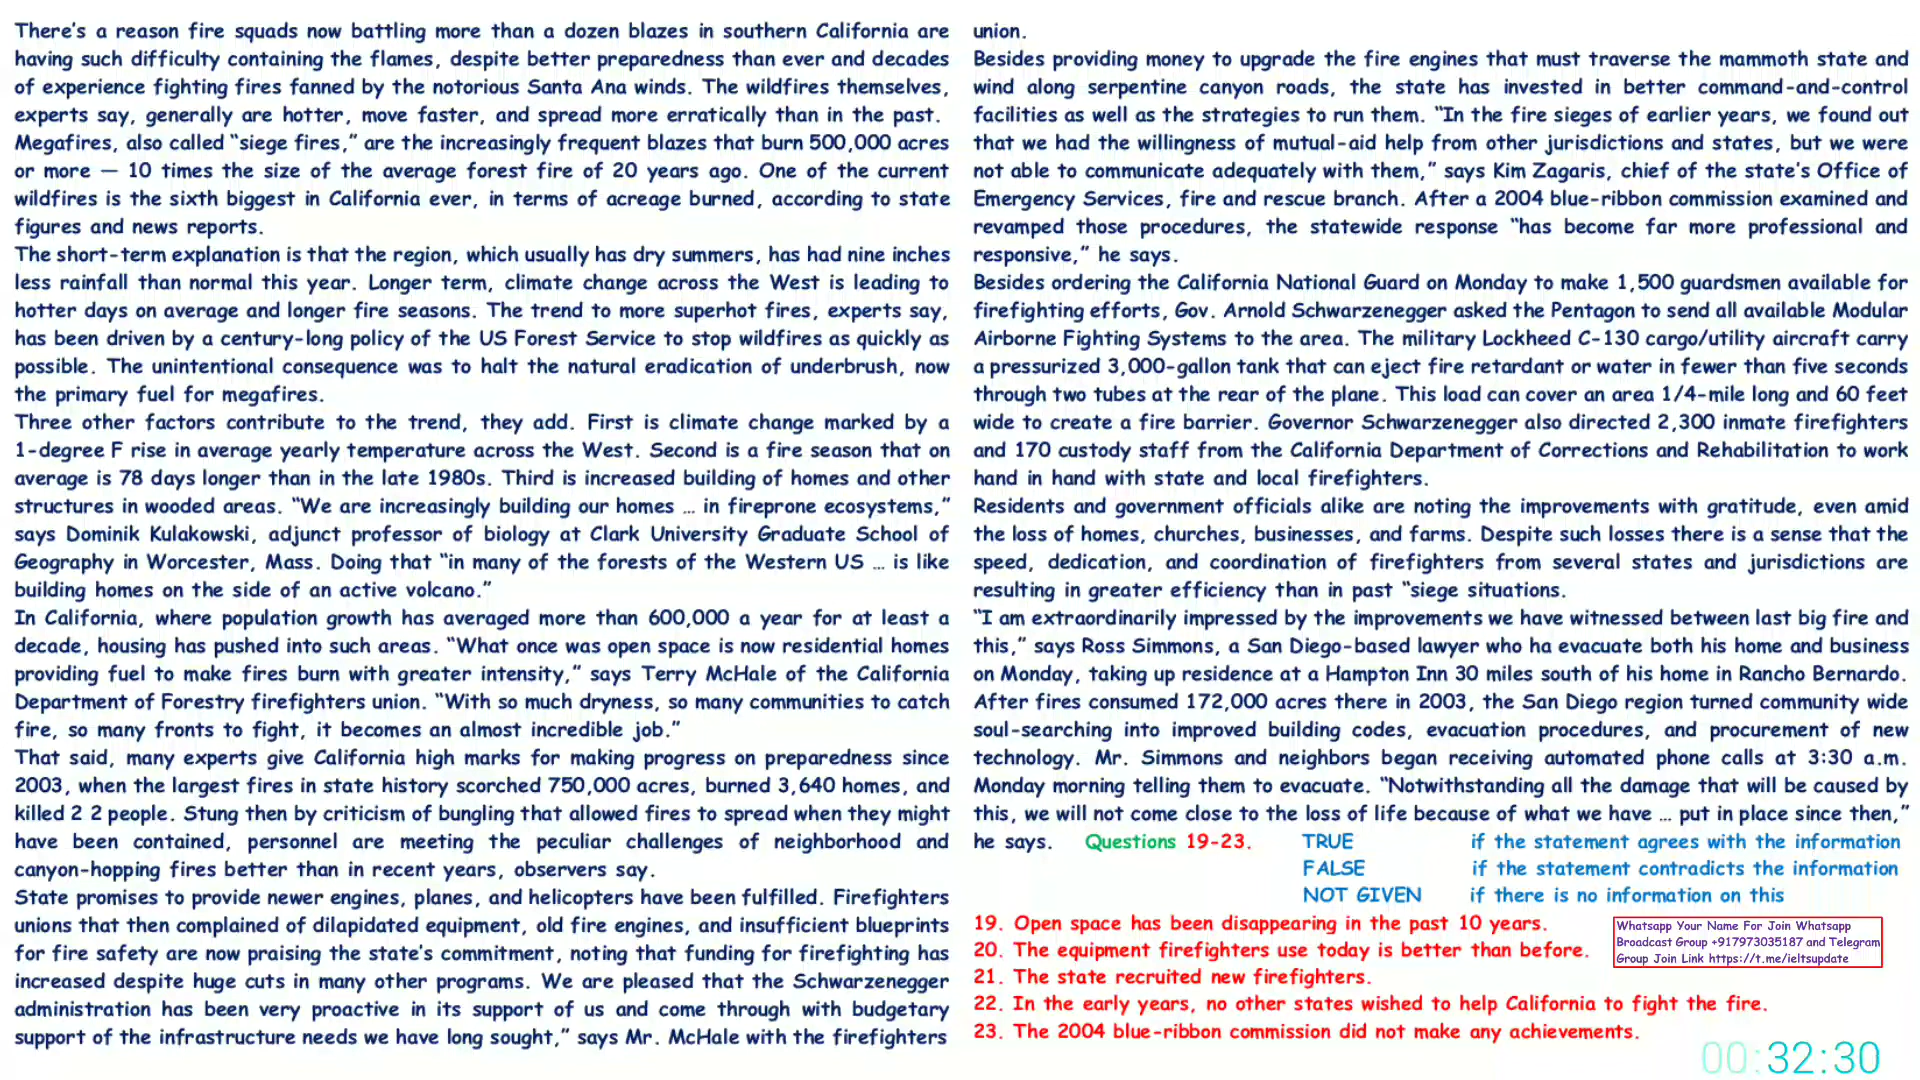 There's a reason fire squads now battling more than a dozen blazes in southern California are
having such difficulty containing the flames, despite better preparedness than ever and decades
of experience fighting fires fanned by the notorious Santa Ana winds. The wildfires themselves,
experts say, generally are hotter, move faster, and spread more erratically than in the past.
Megafires, also called “siege fires,” are the increasingly frequent blazes that burn 500,000 acres
or more — 10 times the size of the average forest fire of 20 years ago. One of the current
wildfires is the sixth biggest in California ever, in terms of acreage burned, according to state
figures and news reports.
The short-term explanation is that the region, which usually has dry summers, has had nine inches
less rainfall than normal this year. Longer term, climate change across the West is leading to
hotter days on average and longer fire seasons. The trend to more superhot fires, experts say,
has been driven by a century-long policy of the US Forest Service to stop wildfires as quickly as
possible. The unintentional consequence was to halt the natural eradication of underbrush, now
the primary fuel for megafires.
Three other factors contribute to the trend, they add. First is climate change marked by a
1-degree F rise in average yearly temperature across the West. Second is a fire season that on
average is 78 days longer than in the late 1980s. Third is increased building of homes and other
structures in wooded areas. “We are increasingly building our homes … in fireprone ecosystems,”
says Dominik Kulakowski, adjunct professor of biology at Clark University Graduate School of
Geography in Worcester, Mass. Doing that “in many of the forests of the Western US … is like
building homes on the side of an active volcano.”
In California, where population growth has averaged more than 600,000 a year for at least a
decade, housing has pushed into such areas. “What once was open space is now residential homes
providing fuel to make fires burn with greater intensity,” says Terry McHale of the California
Department of Forestry firefighters union. “With so much dryness, so many communities to catch
fire, so many fronts to fight, it becomes an almost incredible job.”
That said, many experts give California high marks for making progress on preparedness since
2003, when the largest fires in state history scorched 750,000 acres, burned 3,640 homes, and
killed 2 2 people. Stung then by criticism of bungling that allowed fires to spread when they might
have been contained, personnel are meeting the peculiar challenges of neighborhood and
canyon-hopping fires better than in recent years, observers say.
State promises to provide newer engines, planes, and helicopters have been fulfilled. Firefighters
unions that then complained of dilapidated equipment, old fire engines, and insufficient blueprints
for fire safety are now praising the state's commitment, noting that funding for firefighting has
increased despite huge cuts in many other programs. We are pleased that the Schwarzenegger
administration has been very proactive in its support of us and come through with budgetary
support of the infrastructure needs we have long sought,” says Mr. McHale with the firefighters
union.
Besides providing money to upgrade the fire engines that must traverse the mammoth state and
wind along serpentine canyon roads, the state has invested in better command-and-control
facilities as well as the strategies to run them. “In the fire sieges of earlier years, we found out
that we had the willingness of mutual-aid help from other jurisdictions and states, but we were
not able to communicate adequately with them,” says Kim Zagaris, chief of the state's Office of
Emergency Services, fire and rescue branch. After a 2004 blue-ribbon commission examined and
revamped those procedures, the statewide response “has become far more professional and
responsive,” he says.
Besides ordering the California National Guard on Monday to make 1,500 guardsmen available for
firefighting efforts, Gov. Arnold Schwarzenegger asked the Pentagon to send all available Modular
Airborne Fighting Systems to the area. The military Lockheed C-130 cargo/utility aircraft carry
a pressurized 3,000-gallon tank that can eject fire retardant or water in fewer than five seconds
through two tubes at the rear of the plane. This load can cover an area 1/4-mile long and 60 feet
wide to create a fire barrier. Governor Schwarzenegger also directed 2,300 inmate firefighters
and 170 custody staff from the California Department of Corrections and Rehabilitation to work
hand in hand with state and local firefighters.
Residents and government officials alike are noting the improvements with gratitude, even amid
the loss of homes, churches, businesses, and farms. Despite such losses there is a sense that the
speed, dedication, and coordination of firefighters from several states and jurisdictions are
resulting in greater efficiency than in past “siege situations.
“I am extraordinarily impressed by the improvements we have witnessed between last big fire and
this,” says Ross Simmons, a San Diego-based lawyer who ha evacuate both his home and business
on Monday, taking up residence at a Hampton Inn 30 miles south of his home in Rancho Bernardo.
After fires consumed 172,000 acres there in 2003, the San Diego region turned community wide
soul-searching into improved building codes, evacuation procedures, and procurement of new
technology. Mr. Simmons and neighbors began receiving automated phone calls at 3:30 a.m.
Monday morning telling them to evacuate. “Notwithstanding all the damage that will be caused by
this, we will not come close to the loss of life because of what we have … put in place since then,”
he says. Questions 19-23. TRUE if the statement agrees with the information
FALSE if the statement contradicts the information
NOT GIVEN if there is no information on this
19. Open space has been disappearing in the past 10 years.
20. The equipment firefighters use today is better than before.
21. The state recruited new firefighters.
22. In the early years, no other states wished to help California to fight the fire.
23. The 2004 blue-ribbon commission did not make any achievements.
Whatsapp Your Name For Join Whatsapp
Broadcast Group +917973035187 and Telegram
Group Join Link https://t.me/ieltsupdate
00:32:30